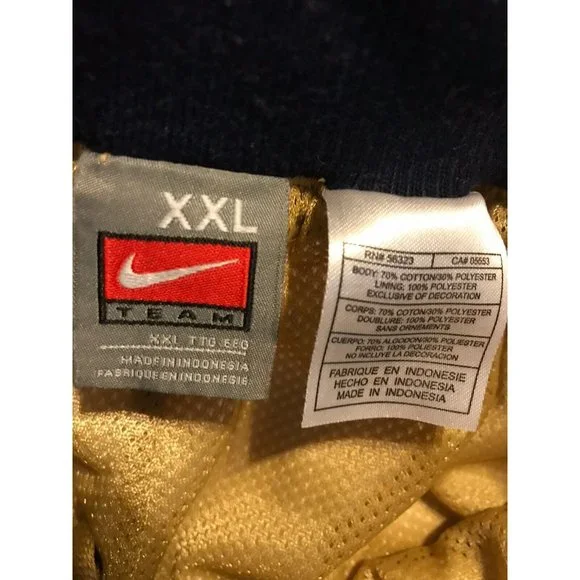 XXL
TEAM
XXL TTG EEG
MADE IN INDONESIA
FABRIQUE EN INDONESIE
RN# 56323 CA# 05553
BODY: 70% COTTON/30% POLYESTER
LINING: 100% POLYESTER
EXCLUSIVE OF DECORATION
CORPS: 70% COTON/30% POLYESTER
DOUBLURE: 100% POLYESTER
SANS ORNEMENTS
CUERPO: 70% ALGODON/30% POLIESTER
FORRO: 100% POLIESTER
NO INCLUYE LA DECORACION
FABRIQUE EN INDONESIE
HECHO EN INDONESIA
MADE IN INDONESIA